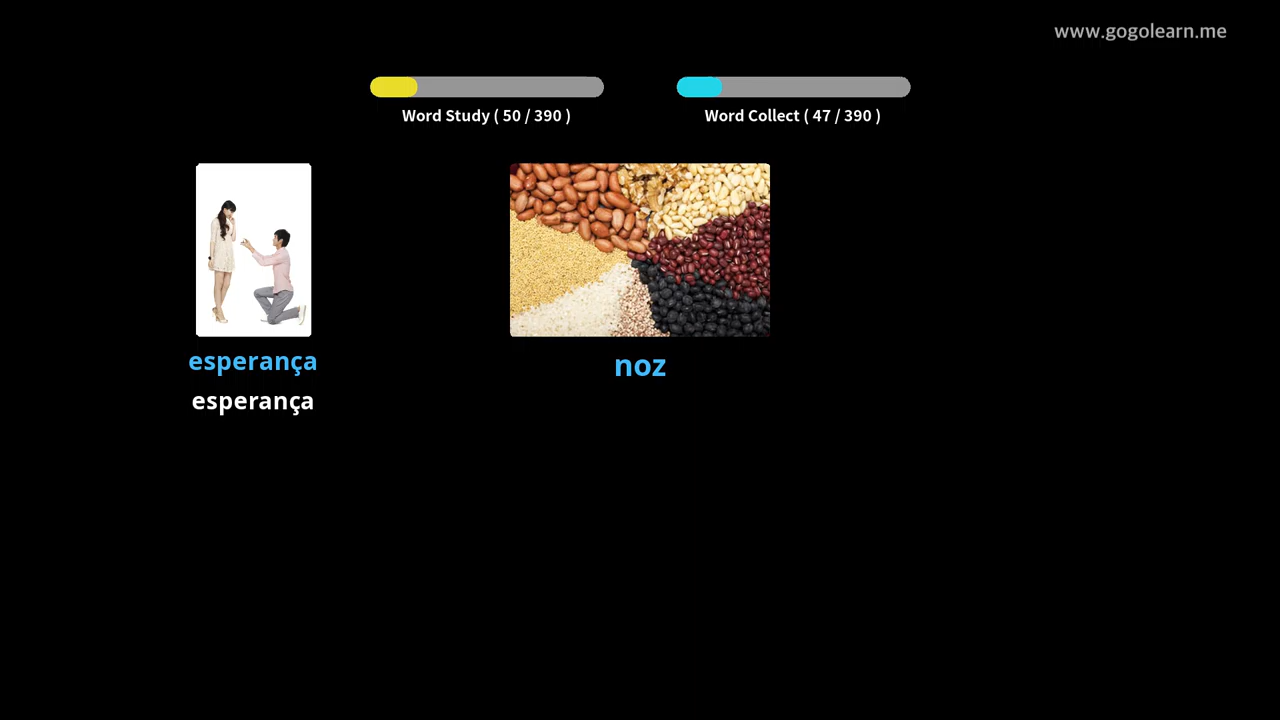 www.gogolearn.me
Word Study ( 50 / 390 )
Word Collect ( 47 / 390 )
esperança
esperança
noz